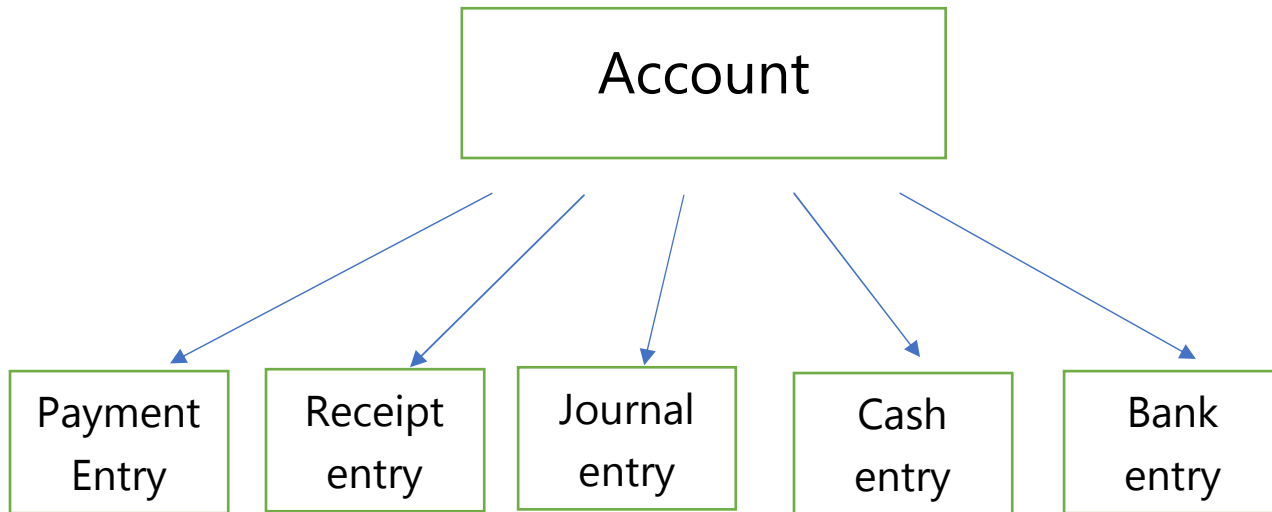 Account
Payment
Entry
Receipt
entry
Journal
entry
Cash
entry
Bank
entry